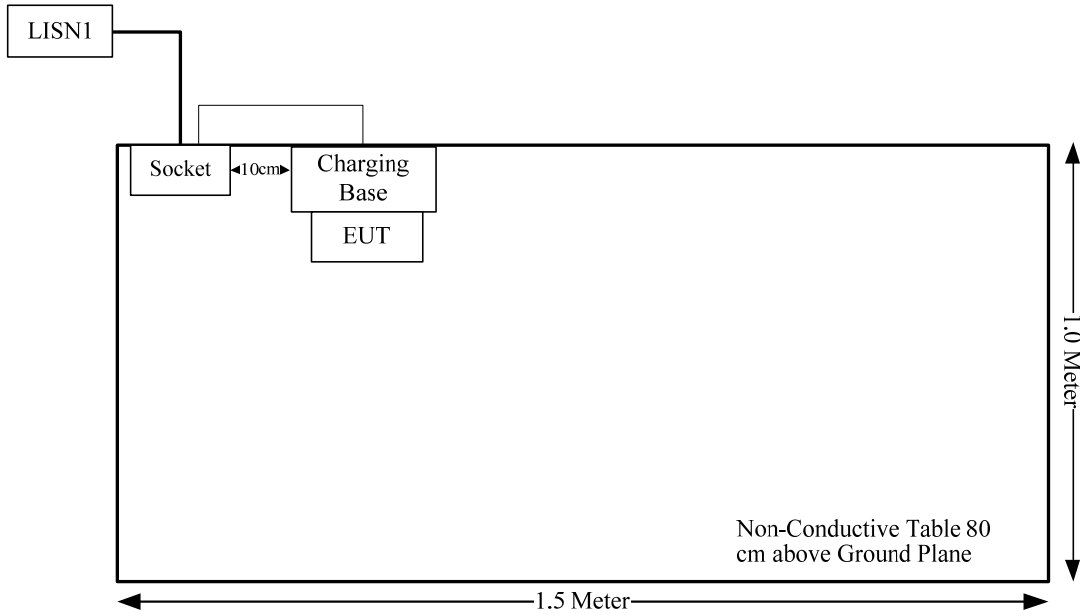 LISN1
Socket
10cm
Charging
Base
EUT
1.0 Meter
Non-Conductive Table 80
cm above Ground Plane
1.5 Meter